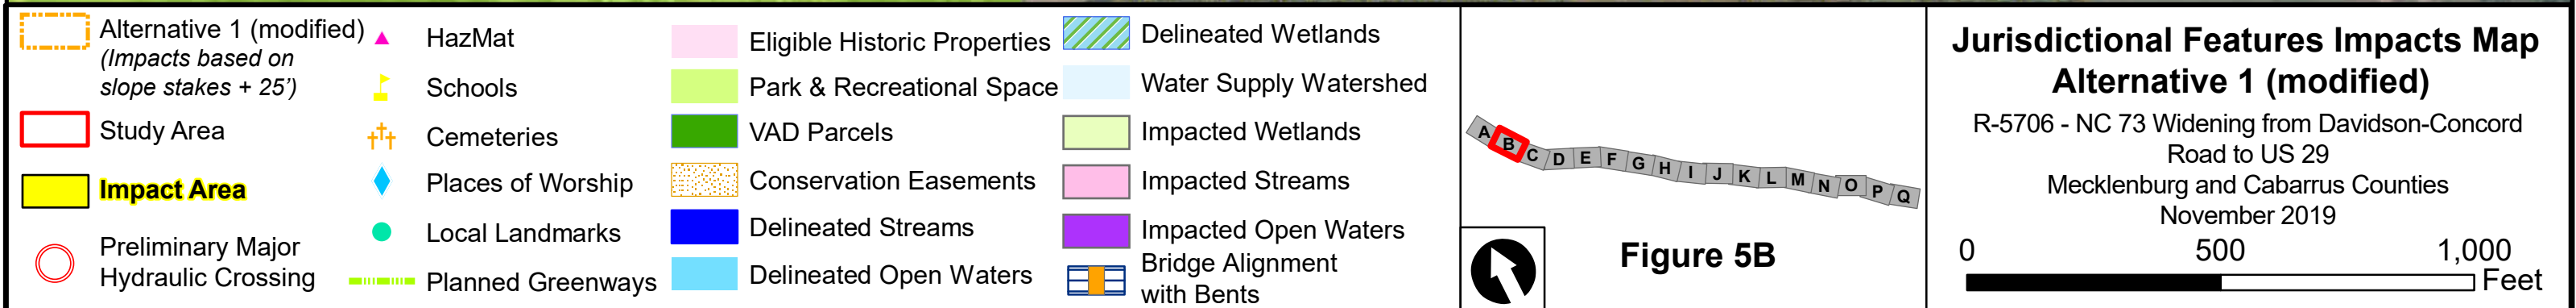 Alternative 1 (modified)
(Impacts based on
slope stakes + 25')
Study Area
Impact Area
Preliminary Major
Hydraulic Crossing
HazMat
Schools
Cemeteries
Places of Worship
Local Landmarks
Planned Greenways
Eligible Historic Properties
Park & Recreational Space
VAD Parcels
Conservation Easements
Delineated Streams
Delineated Open Waters
Delineated Wetlands
Water Supply Watershed
Impacted Wetlands
Impacted Streams
Impacted Open Waters
Bridge Alignment
with Bents
A B C D E F G H I J K L M N O P Q
Figure 5B
Jurisdictional Features Impacts Map
Alternative 1 (modified)
R-5706 - NC 73 Widening from Davidson-Concord
Road to US 29
Mecklenburg and Cabarrus Counties
November 2019
0 500 1,000
Feet